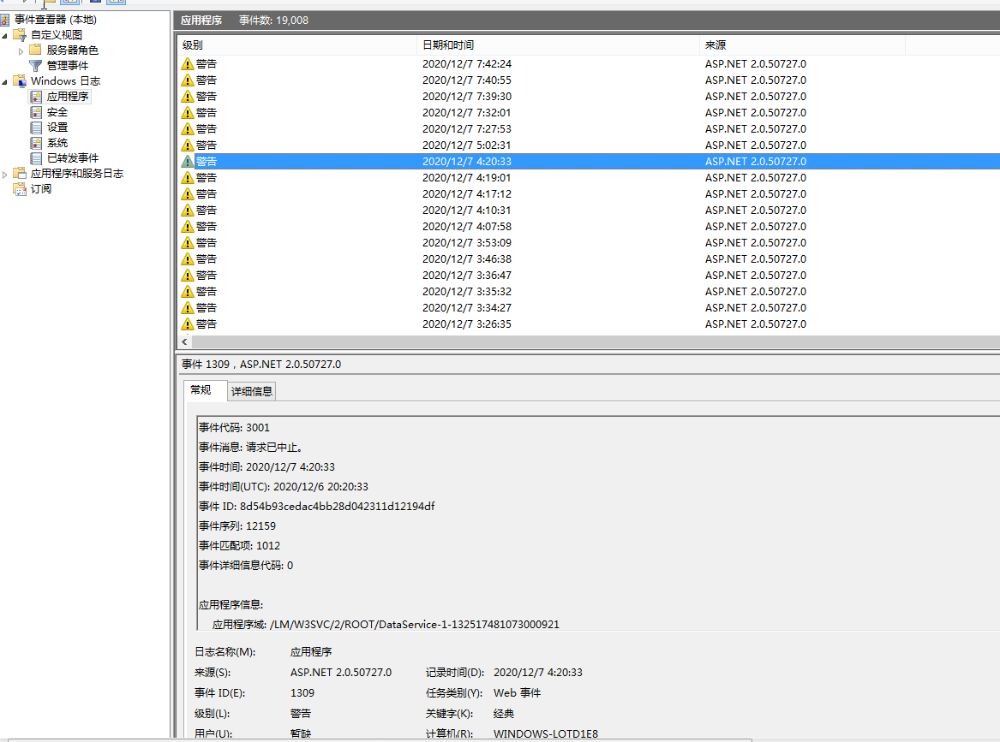 事件查看器 (本地)
自定义视图
服务器角色
管理事件
Windows 日志
应用程序
安全
设置
系统
已转发事件
应用程序和服务日志
订阅
应用程序 事件数: 19,008
级别 日期和时间 来源
警告 2020/12/7 7:42:24 ASP.NET 2.0.50727.0
警告 2020/12/7 7:40:55 ASP.NET 2.0.50727.0
警告 2020/12/7 7:39:30 ASP.NET 2.0.50727.0
警告 2020/12/7 7:32:01 ASP.NET 2.0.50727.0
警告 2020/12/7 7:27:53 ASP.NET 2.0.50727.0
警告 2020/12/7 5:02:31 ASP.NET 2.0.50727.0
警告 2020/12/7 4:20:33 ASP.NET 2.0.50727.0
警告 2020/12/7 4:19:01 ASP.NET 2.0.50727.0
警告 2020/12/7 4:17:12 ASP.NET 2.0.50727.0
警告 2020/12/7 4:10:31 ASP.NET 2.0.50727.0
警告 2020/12/7 4:07:58 ASP.NET 2.0.50727.0
警告 2020/12/7 3:53:09 ASP.NET 2.0.50727.0
警告 2020/12/7 3:46:38 ASP.NET 2.0.50727.0
警告 2020/12/7 3:36:47 ASP.NET 2.0.50727.0
警告 2020/12/7 3:35:32 ASP.NET 2.0.50727.0
警告 2020/12/7 3:34:27 ASP.NET 2.0.50727.0
警告 2020/12/7 3:26:35 ASP.NET 2.0.50727.0
事件 1309，ASP.NET 2.0.50727.0
常规 详细信息
事件代码: 3001
事件消息: 请求已中止。
事件时间: 2020/12/7 4:20:33
事件时间(UTC): 2020/12/6 20:20:33
事件 ID: 8d54b93cedac4bb28d042311d12194df
事件序列: 12159
事件匹配项: 1012
事件详细信息代码: 0
应用程序信息:
应用程序域: /LM/W3SVC/2/ROOT/DataService-1-132517481073000921
日志名称(M): 应用程序
来源(S): ASP.NET 2.0.50727.0 记录时间(D): 2020/12/7 4:20:33
事件 ID(E): 1309 任务类别(Y): Web 事件
级别(L): 警告 关键字(K): 经典
用户(U): 暂缺 计算机(R): WINDOWS-LOTD1E8